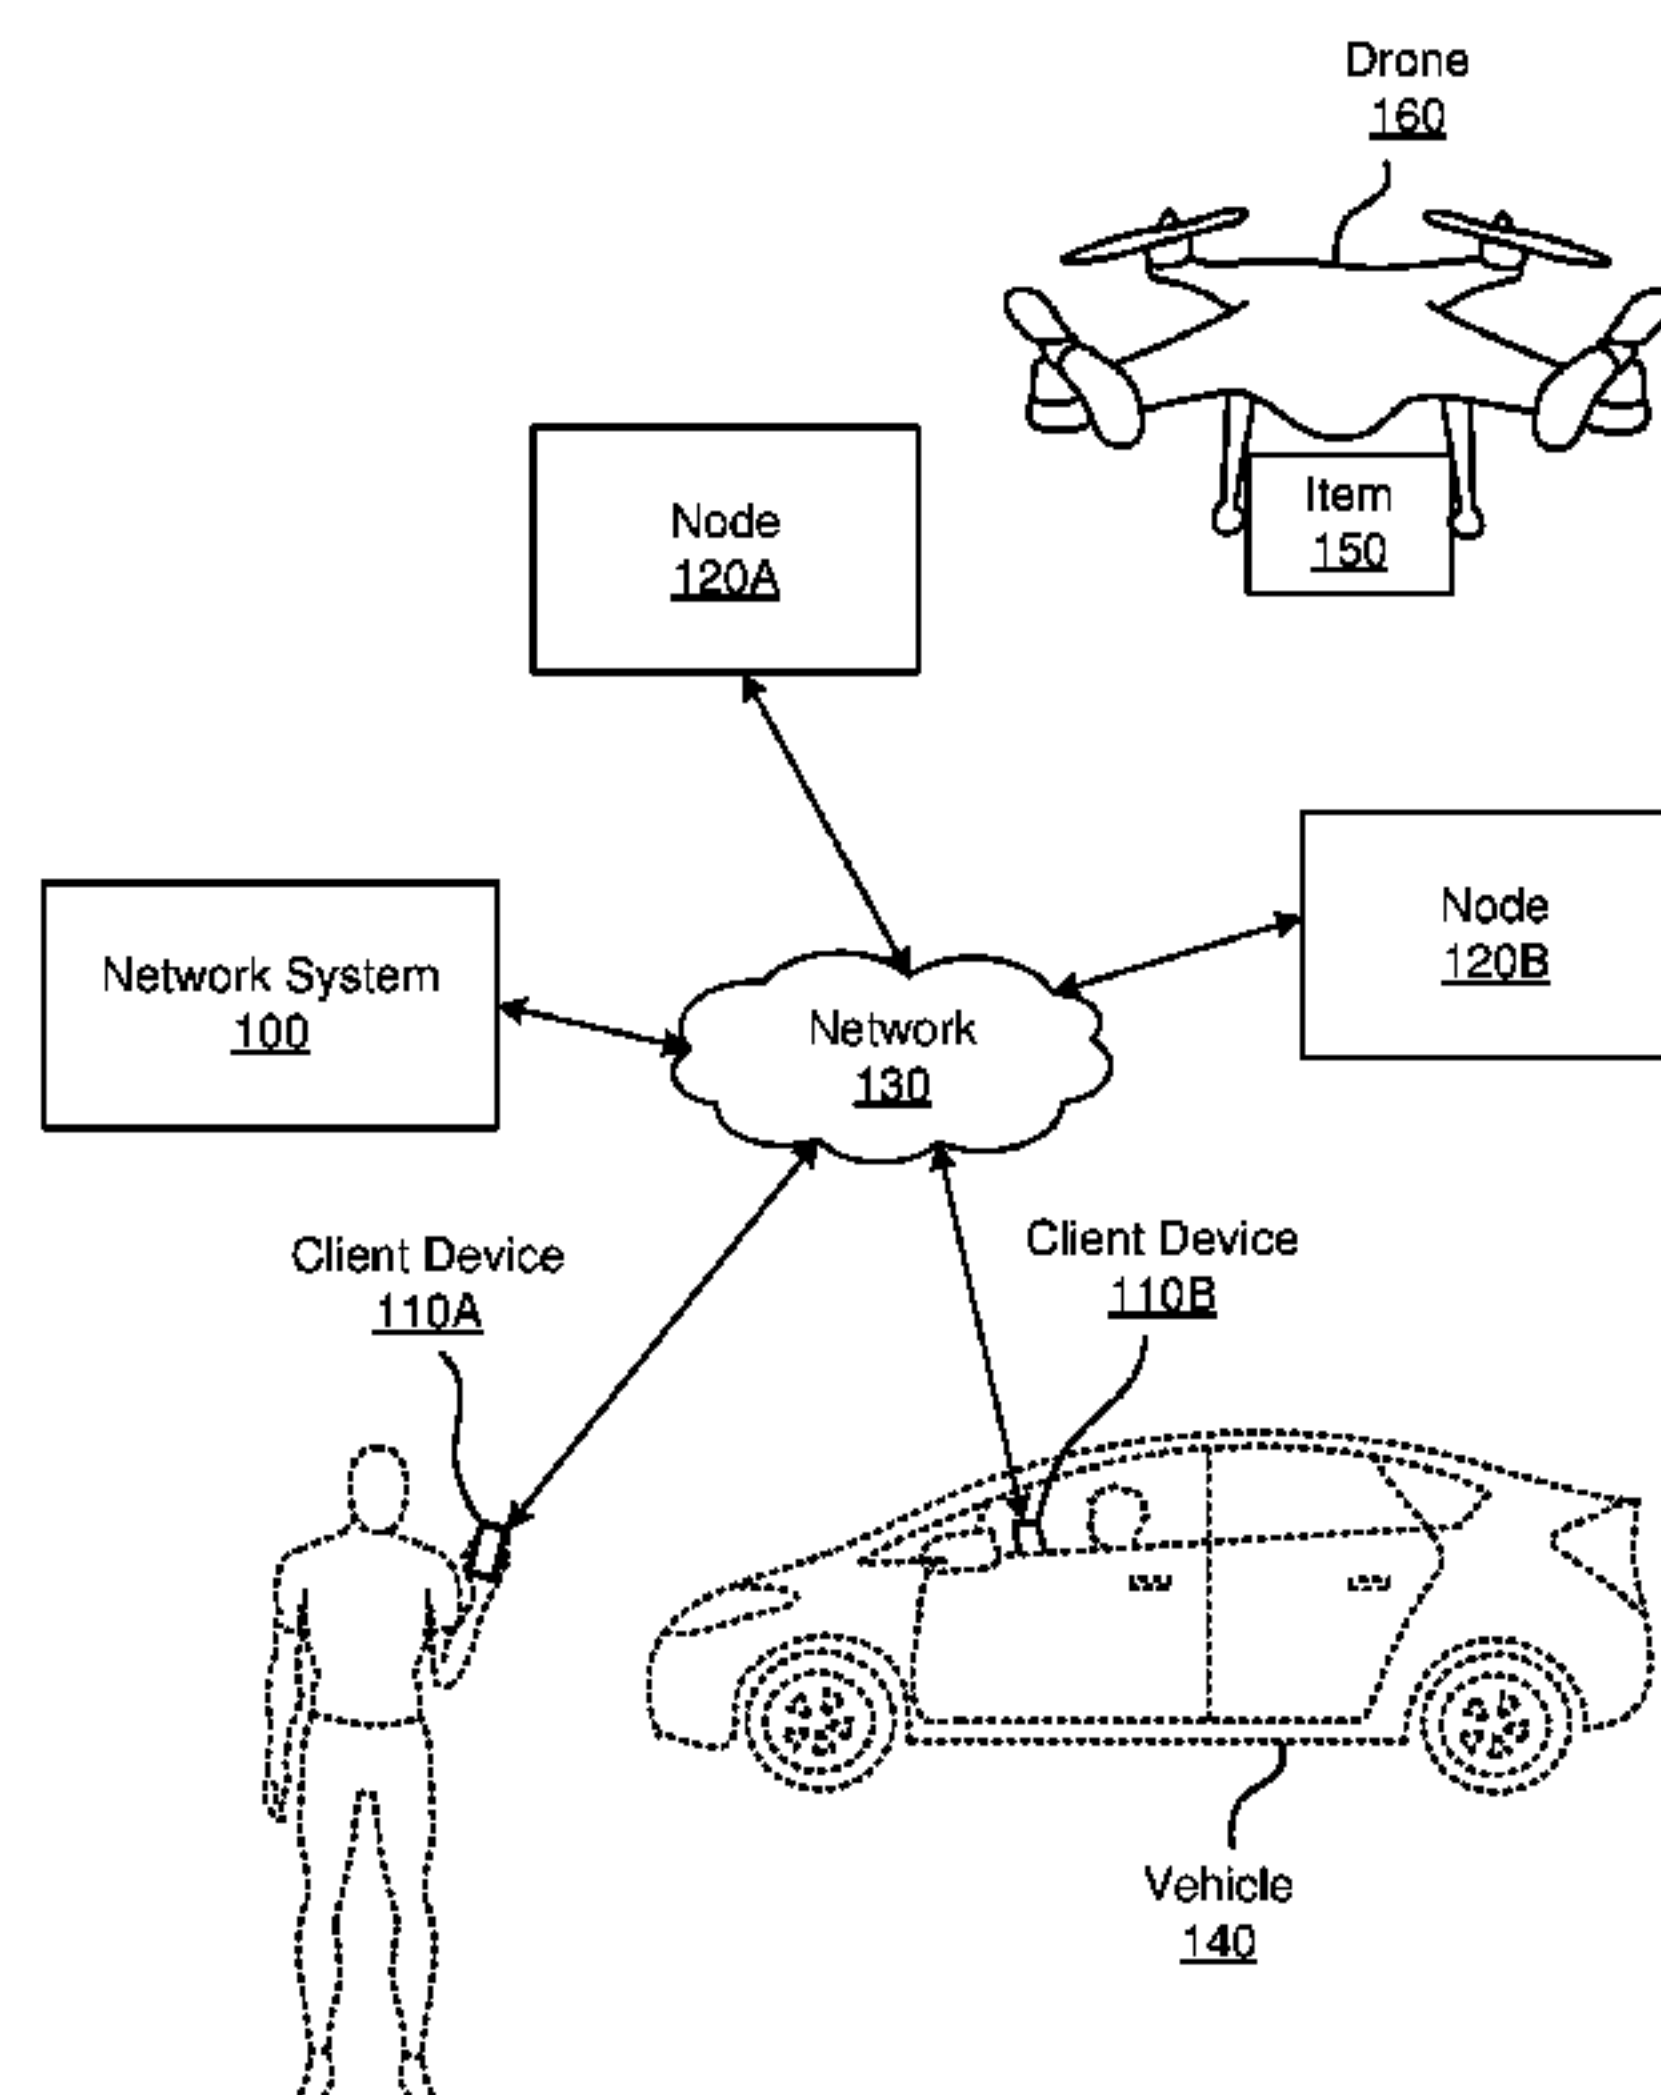 Drone
160
Item
150
Node
120A
Node
120B
Network System
100
Network
130
Client Device
110A
Client Device
110B
Vehicle
140